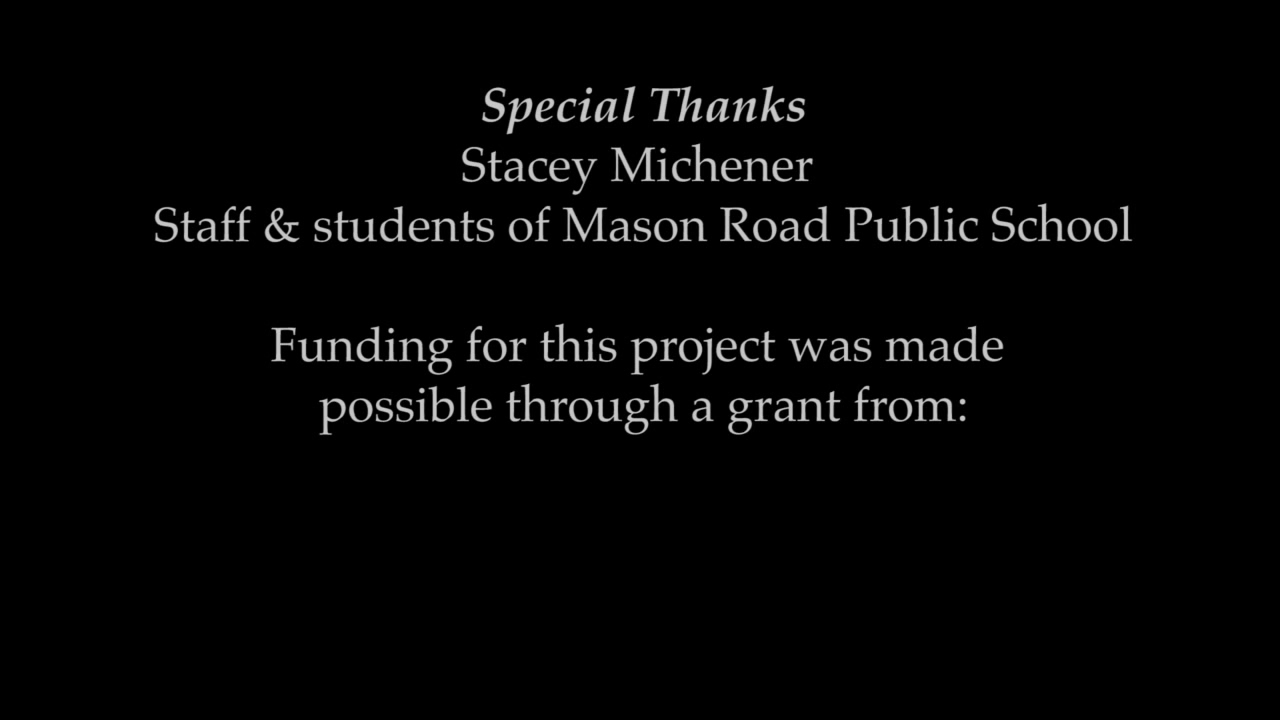 Special Thanks
Stacey Michener
Staff & students of Mason Road Public School
Funding for this project was made
possible through a grant from: